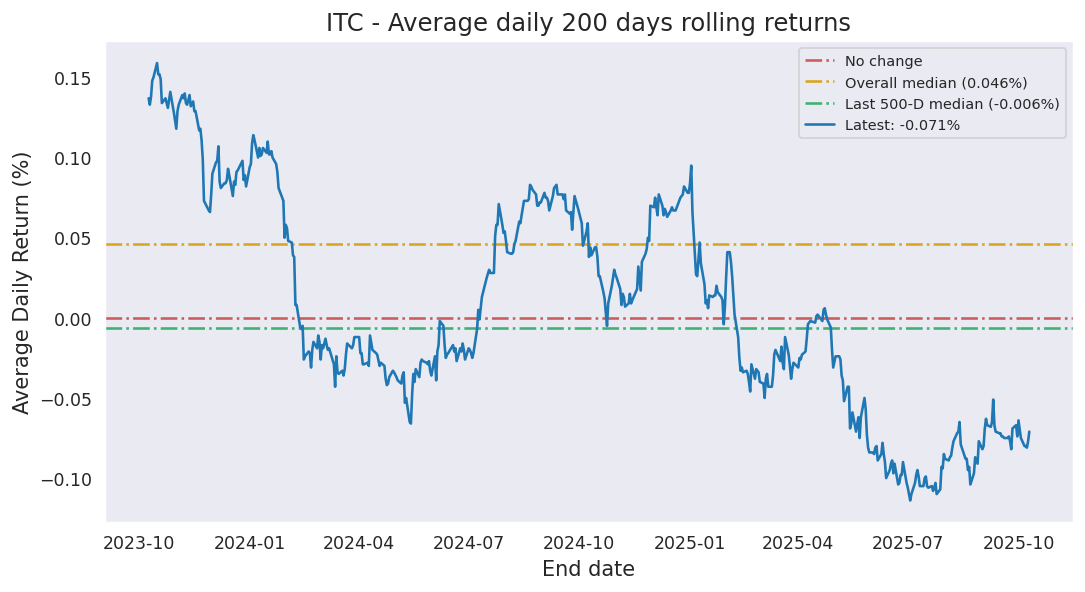 ITC - Average daily 200 days rolling returns
No change
Overall median (0.046%)
Last 500-D median (-0.006%)
Latest: -0.071%
Average Daily Return (%)
0.15
0.10
0.05
0.00
−0.05
−0.10
2023-10 2024-01 2024-04 2024-07 2024-10 2025-01 2025-04 2025-07 2025-10
End date